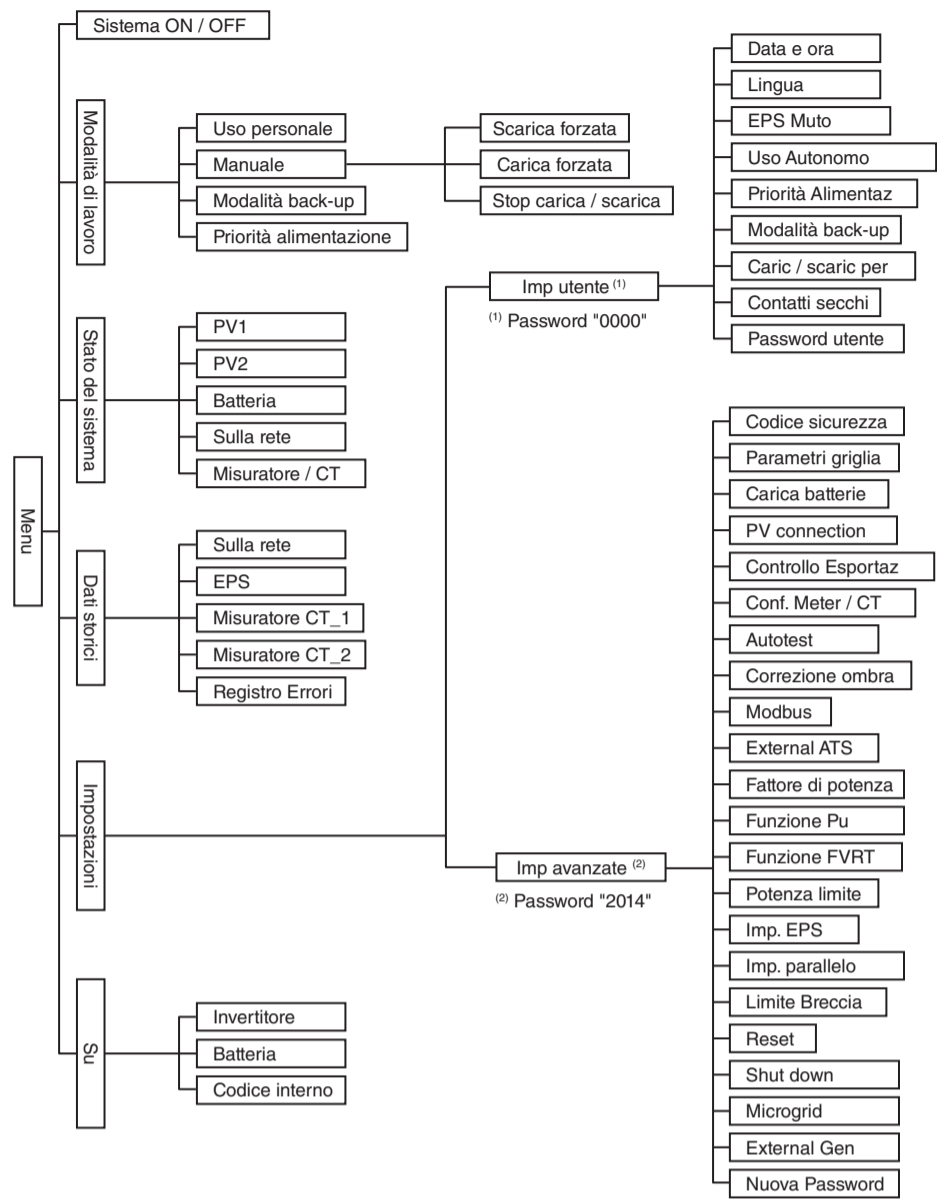 Menu
Sistema ON / OFF
Modalità di lavoro
Uso personale
Manuale
Scarica forzata
Carica forzata
Stop carica / scarica
Modalità back-up
Priorità alimentazione
Stato del sistema
PV1
PV2
Batteria
Sulla rete
Misuratore / CT
Dati storici
Sulla rete
EPS
Misuratore CT_1
Misuratore CT_2
Registro Errori
Impostazioni
Imp utente (1)
(1) Password "0000"
Data e ora
Lingua
EPS Muto
Uso Autonomo
Priorità Alimentaz
Modalità back-up
Caric / scaric per
Contatti secchi
Password utente
Imp avanzate (2)
(2) Password "2014"
Codice sicurezza
Parametri griglia
Carica batterie
PV connection
Controllo Esportaz
Conf. Meter / CT
Autotest
Correzione ombra
Modbus
External ATS
Fattore di potenza
Funzione Pu
Funzione FVRT
Potenza limite
Imp. EPS
Imp. parallelo
Limite Breccia
Reset
Shut down
Microgrid
External Gen
Nuova Password
Su
Invertitore
Batteria
Codice interno